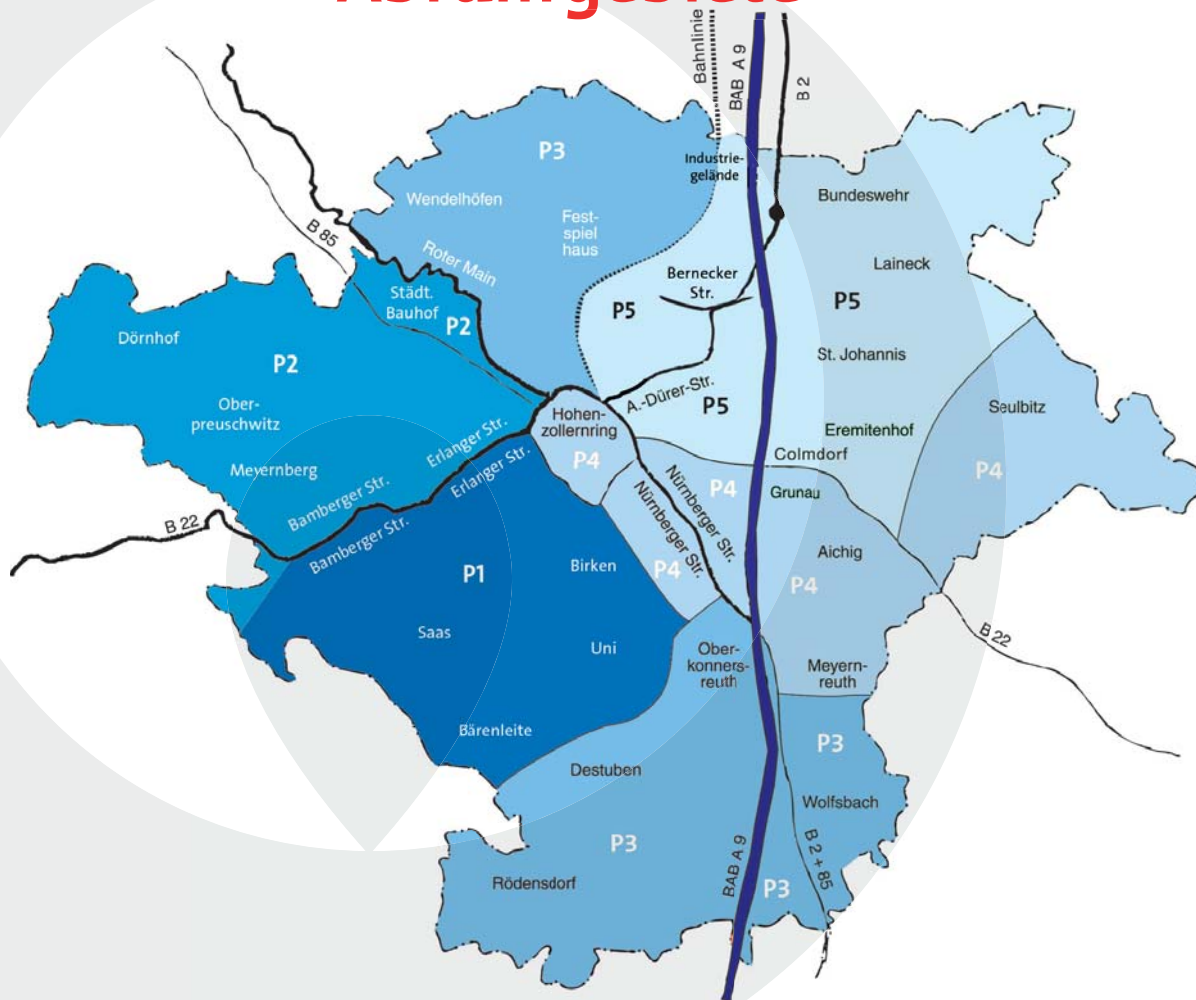 Bahnlinie
BAB A 9
B 2
P3
Industrie-
gelände
Wendelhöfen
Bundeswehr
Fest-
spiel
haus
B 85
Roter Main
Laineck
Bernecker
Str.
Städt.
Bauhof
P2
P5
P5
Dörnhof
P2
St. Johannis
A.-Dürer-Str.
P5
Ober-
preuschwitz
Hohen-
zollernring
Seulbitz
Erlanger Str.
Eremitenhof
Meyernberg
Erlanger Str.
P4
Colmdorf
P4
Bamberger Str.
Nürnberger Str.
P4
Grunau
B 22
Bamberger Str.
Nürnberger Str.
Aichig
Birken
P4
P4
P1
Saas
Uni
B 22
Ober-
konners-
reuth
Meyern-
reuth
Bärenleite
P3
Destuben
Wolfsbach
P3
BAB A 9
B 2 + 85
Rödensdorf
P3